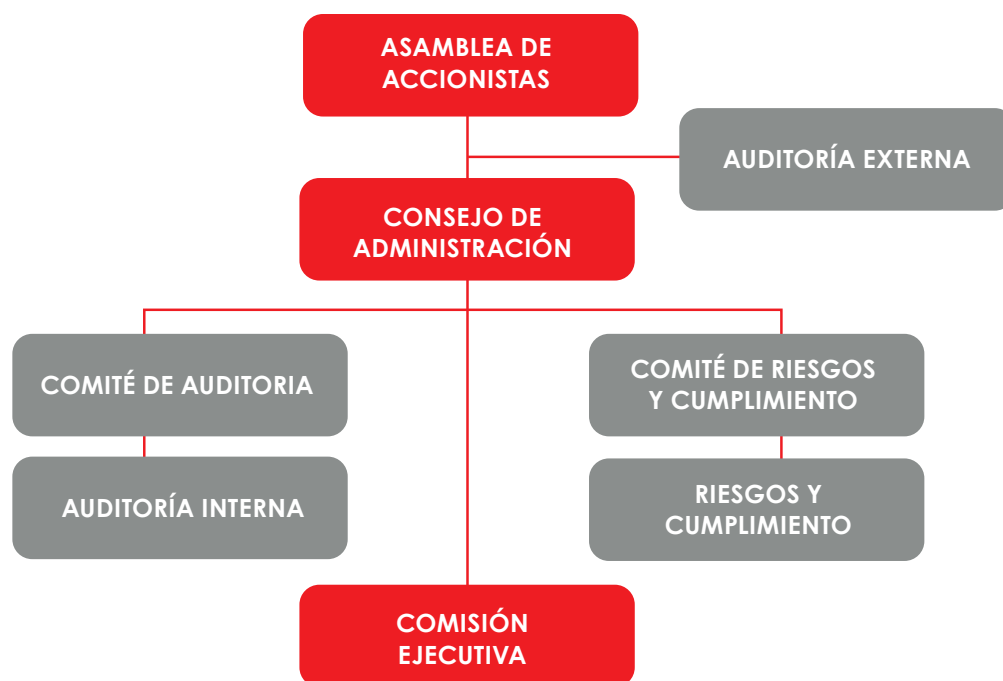 ASAMBLEA DE
ACCIONISTAS
AUDITORÍA EXTERNA
CONSEJO DE
ADMINISTRACIÓN
COMITÉ DE AUDITORIA
COMITÉ DE RIESGOS
Y CUMPLIMIENTO
AUDITORÍA INTERNA
RIESGOS Y
CUMPLIMIENTO
COMISIÓN
EJECUTIVA